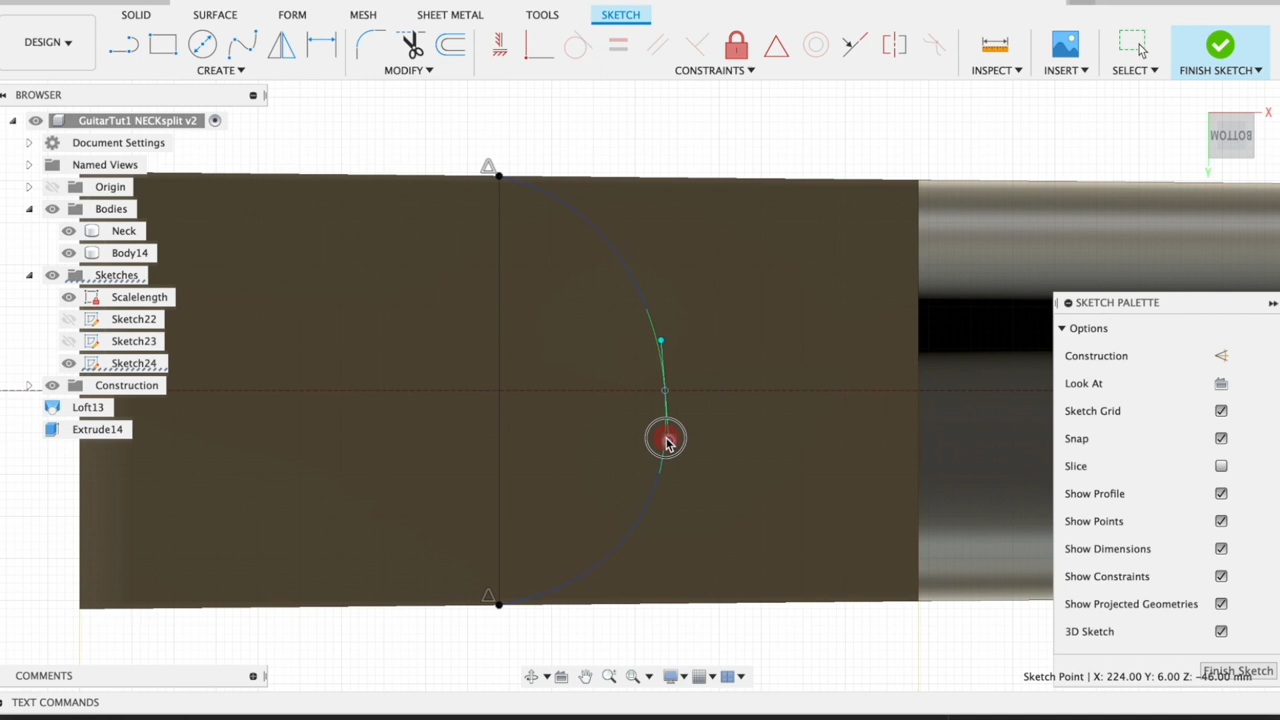 SOLID SURFACE FORM MESH SHEET METAL TOOLS SKETCH
DESIGN ▾
CREATE ▾ MODIFY ▾ CONSTRAINTS ▾ INSPECT ▾ INSERT ▾ SELECT ▾ FINISH SKETCH ▾
BROWSER
GuitarTut1 NECKsplit v2
Document Settings
Named Views
Origin
Bodies
Neck
Body14
Sketches
Scalelength
Sketch22
Sketch23
Sketch24
Construction
Loft13
Extrude14
X
BOTTOM
Y
SKETCH PALETTE
Options
Construction
Look At
Sketch Grid
Snap
Slice
Show Profile
Show Points
Show Dimensions
Show Constraints
Show Projected Geometries
3D Sketch
Finish Sketch
COMMENTS
Sketch Point | X: 224.00 Y: 6.00 Z: -46.00 mm
TEXT COMMANDS